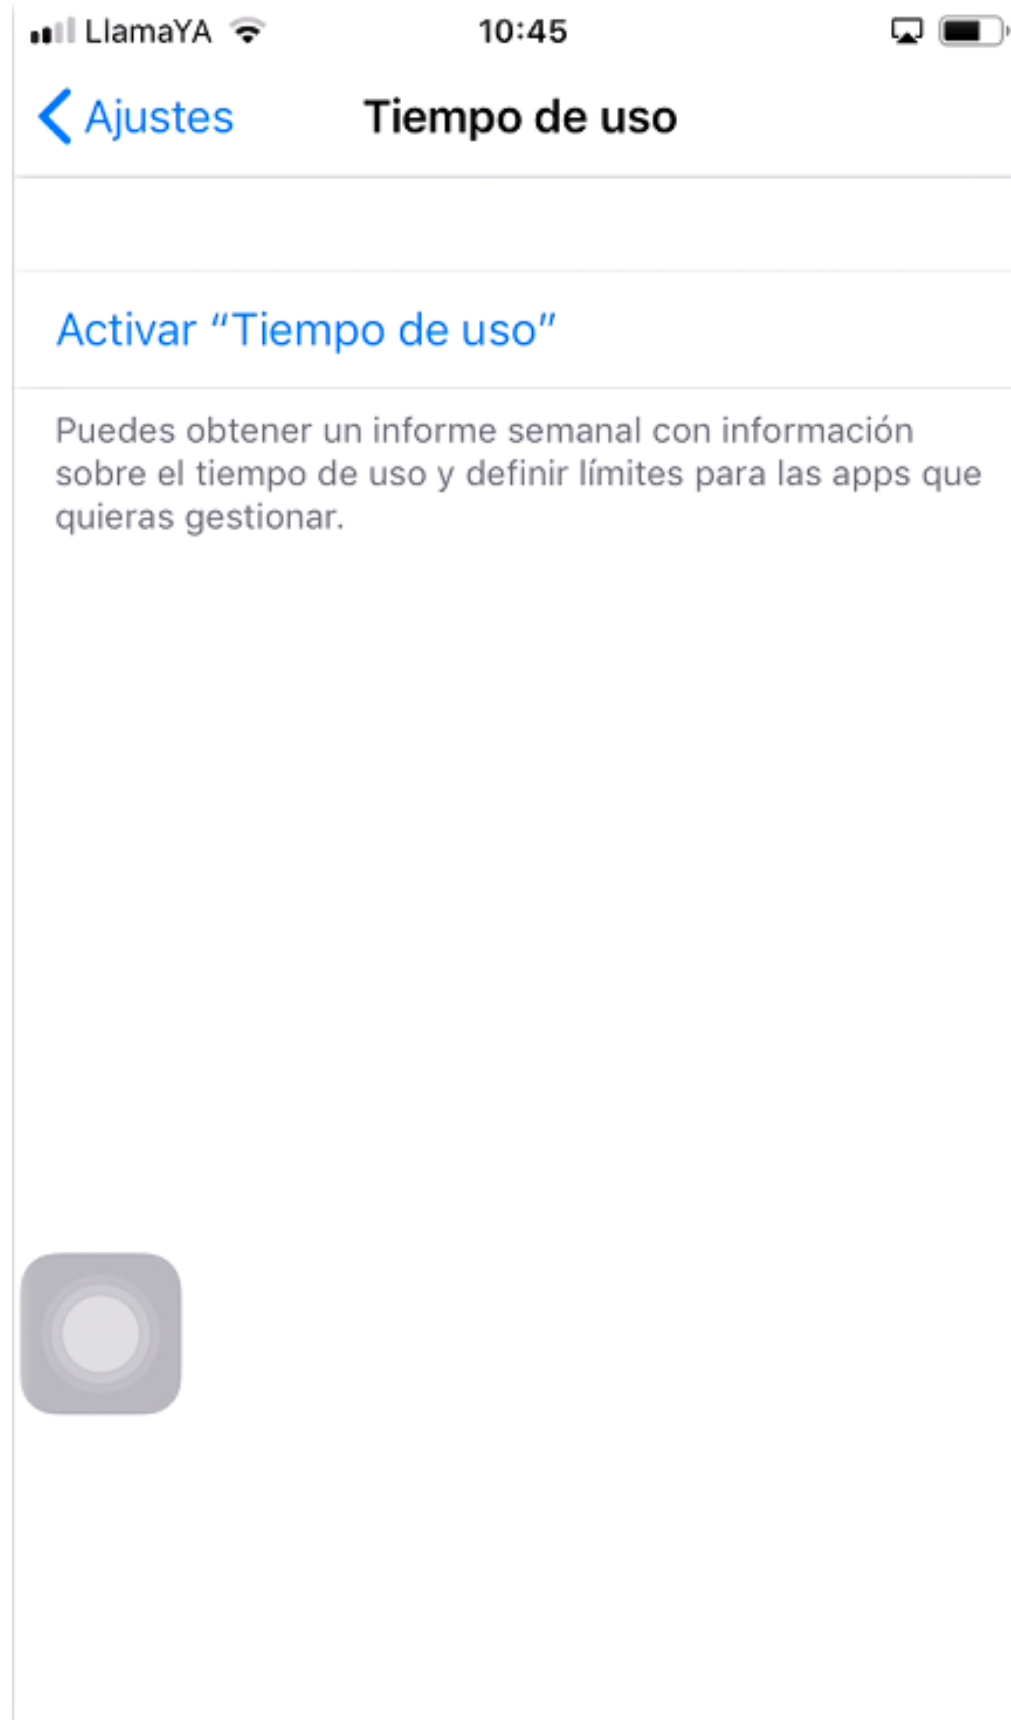 LlamaYA 10:45
Ajustes Tiempo de uso
Activar “Tiempo de uso”
Puedes obtener un informe semanal con información
sobre el tiempo de uso y definir límites para las apps que
quieras gestionar.